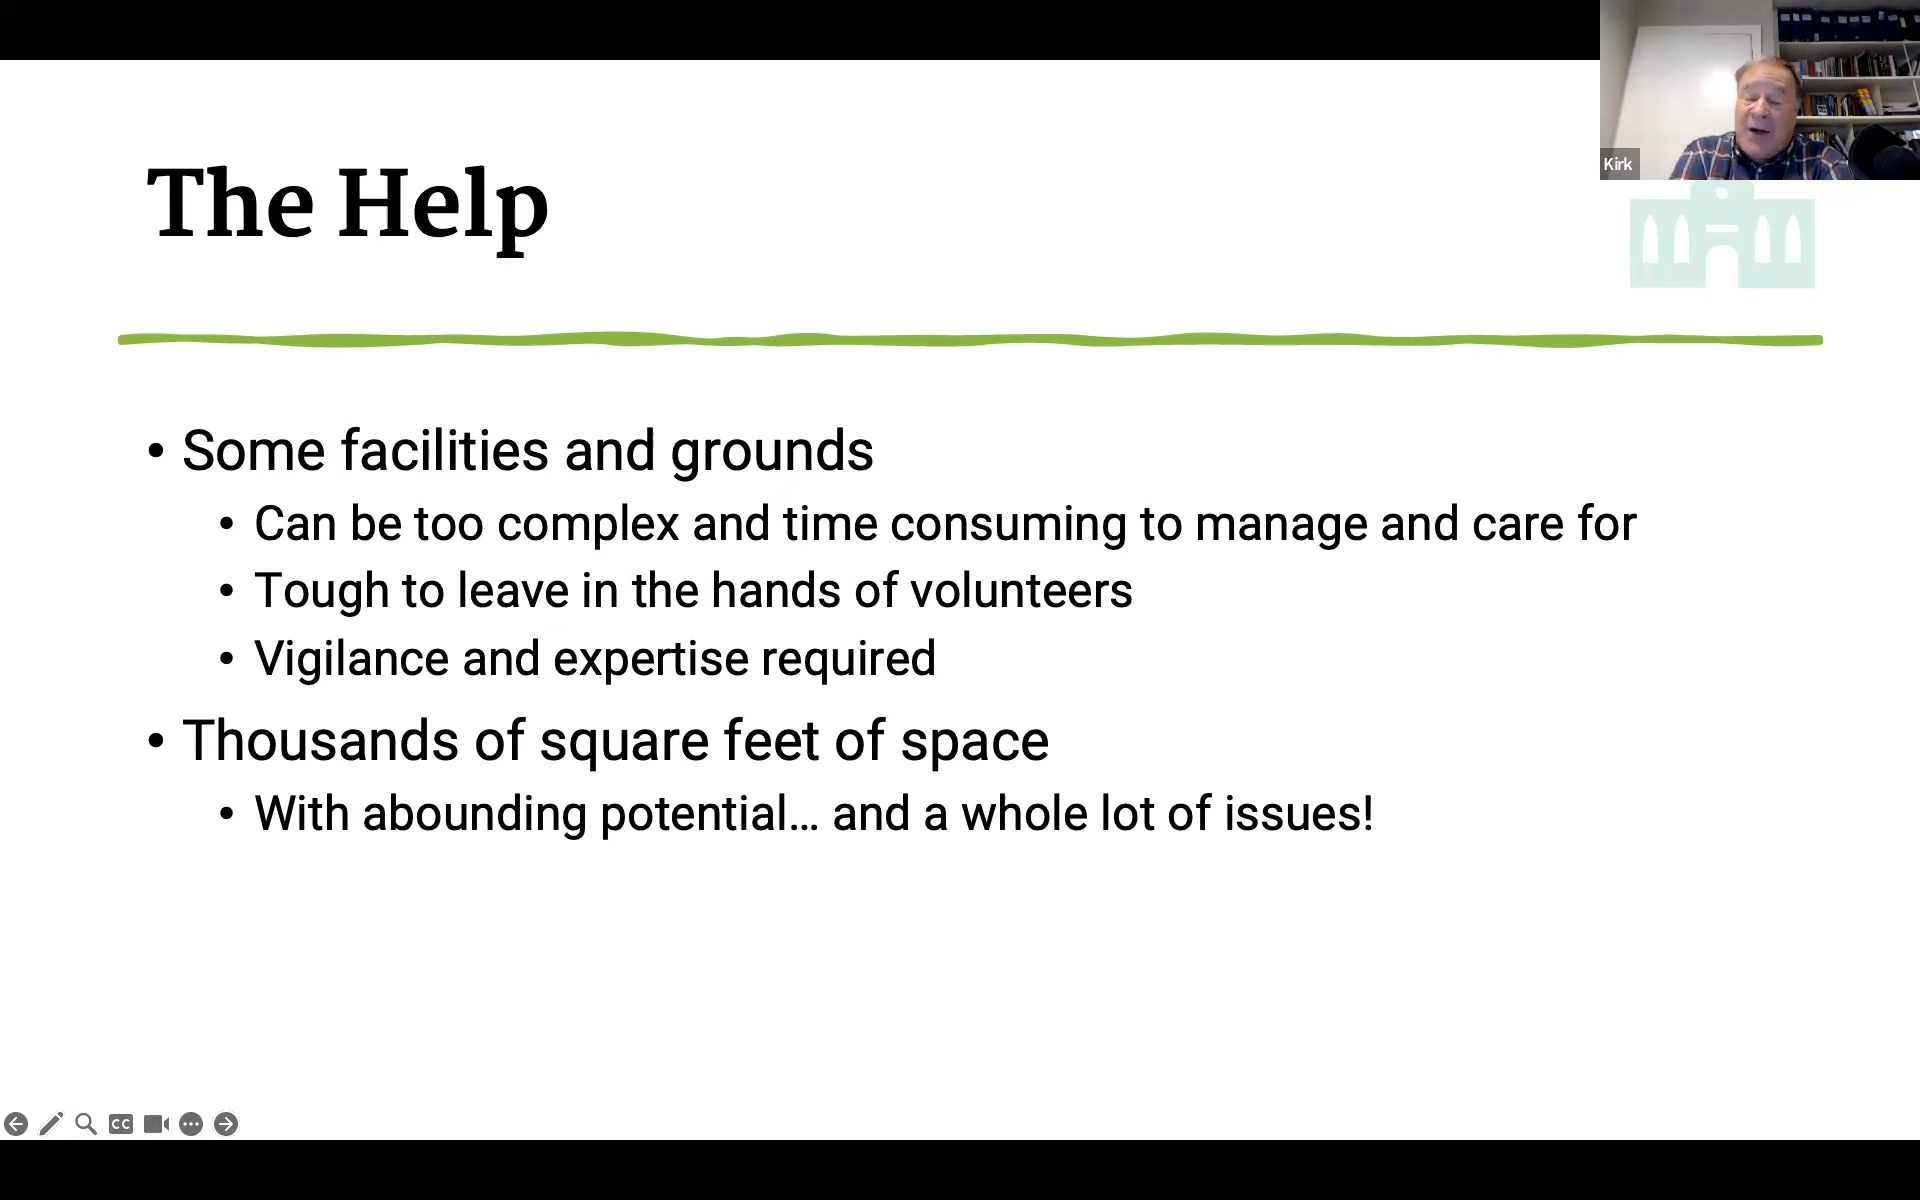 Kirk
The Help
• Some facilities and grounds
• Can be too complex and time consuming to manage and care for
• Tough to leave in the hands of volunteers
• Vigilance and expertise required
• Thousands of square feet of space
• With abounding potential… and a whole lot of issues!
CC